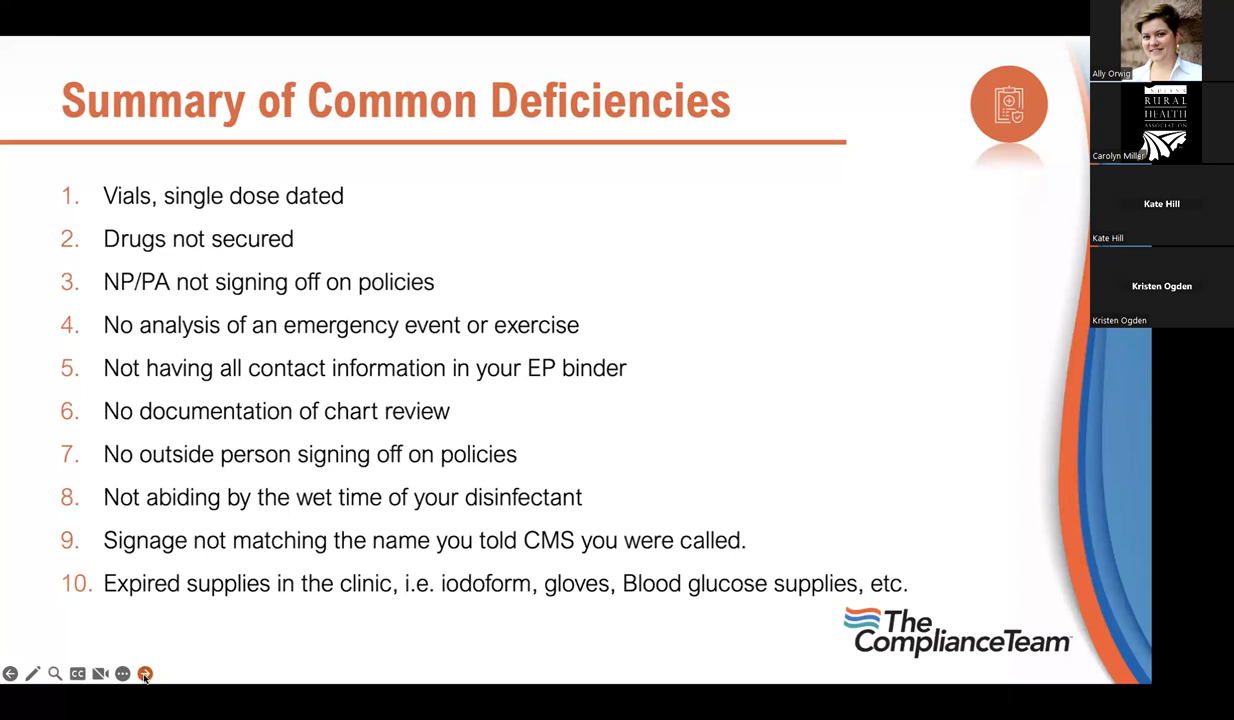 Summary of Common Deficiencies
1. Vials, single dose dated
2. Drugs not secured
3. NP/PA not signing off on policies
4. No analysis of an emergency event or exercise
5. Not having all contact information in your EP binder
6. No documentation of chart review
7. No outside person signing off on policies
8. Not abiding by the wet time of your disinfectant
9. Signage not matching the name you told CMS you were called.
10. Expired supplies in the clinic, i.e. iodoform, gloves, Blood glucose supplies, etc.
The
ComplianceTeam
CC
Ally Orwig
INDIANA
RURAL
HEALTH
ASSOCIATION
Carolyn Miller
Kate Hill
Kate Hill
Kristen Ogden
Kristen Ogden